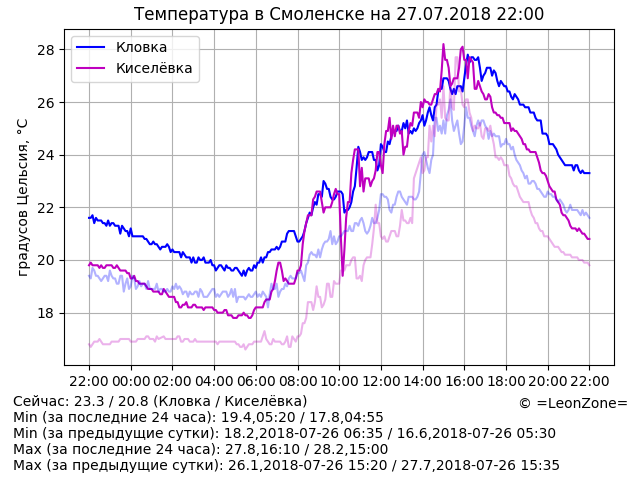 Температура в Смоленске на 27.07.2018 22:00
Кловка
Киселёвка
градусов Цельсия, °C
28
26
24
22
20
18
22:00 00:00 02:00 04:00 06:00 08:00 10:00 12:00 14:00 16:00 18:00 20:00 22:00
Сейчас: 23.3 / 20.8 (Кловка / Киселёвка)
© =LeonZone=
Min (за последние 24 часа): 19.4,05:20 / 17.8,04:55
Min (за предыдущие сутки): 18.2,2018-07-26 06:35 / 16.6,2018-07-26 05:30
Max (за последние 24 часа): 27.8,16:10 / 28.2,15:00
Max (за предыдущие сутки): 26.1,2018-07-26 15:20 / 27.7,2018-07-26 15:35